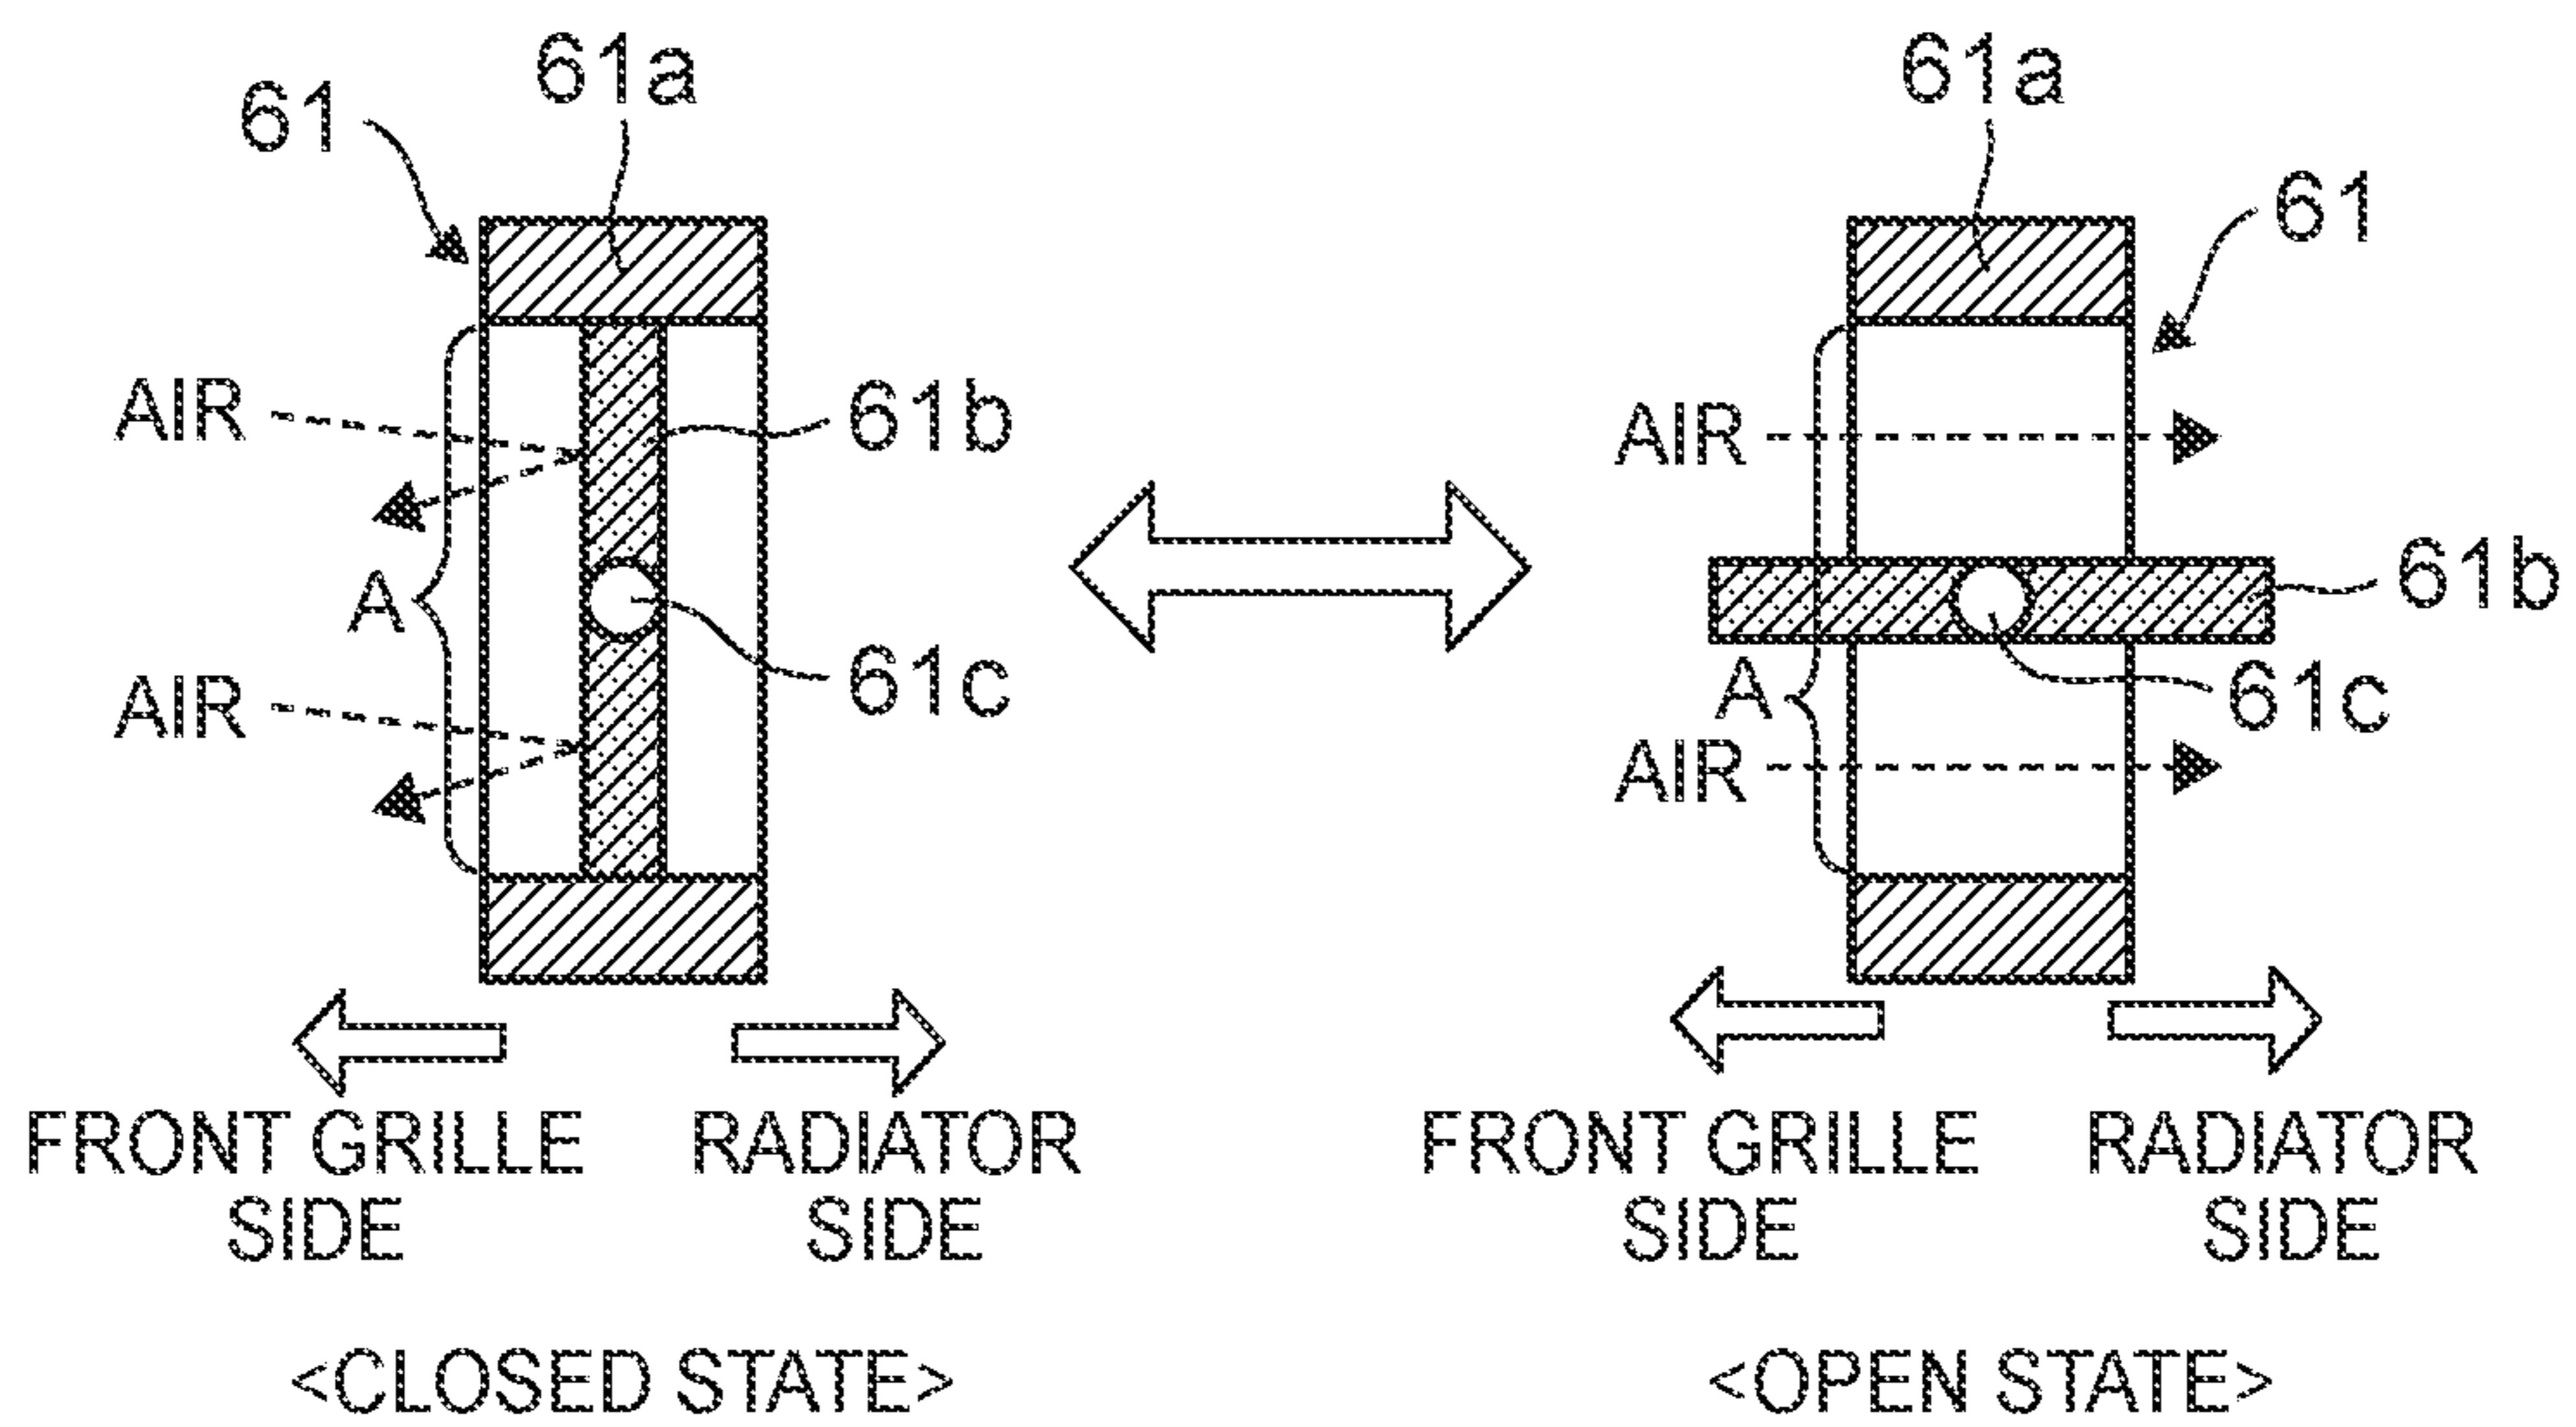 61
61a
AIR
61b
A
AIR
61c
FRONT GRILLE
SIDE
RADIATOR
SIDE
<CLOSED STATE>
61a
61
AIR
61b
A
61c
AIR
FRONT GRILLE
SIDE
RADIATOR
SIDE
<OPEN STATE>